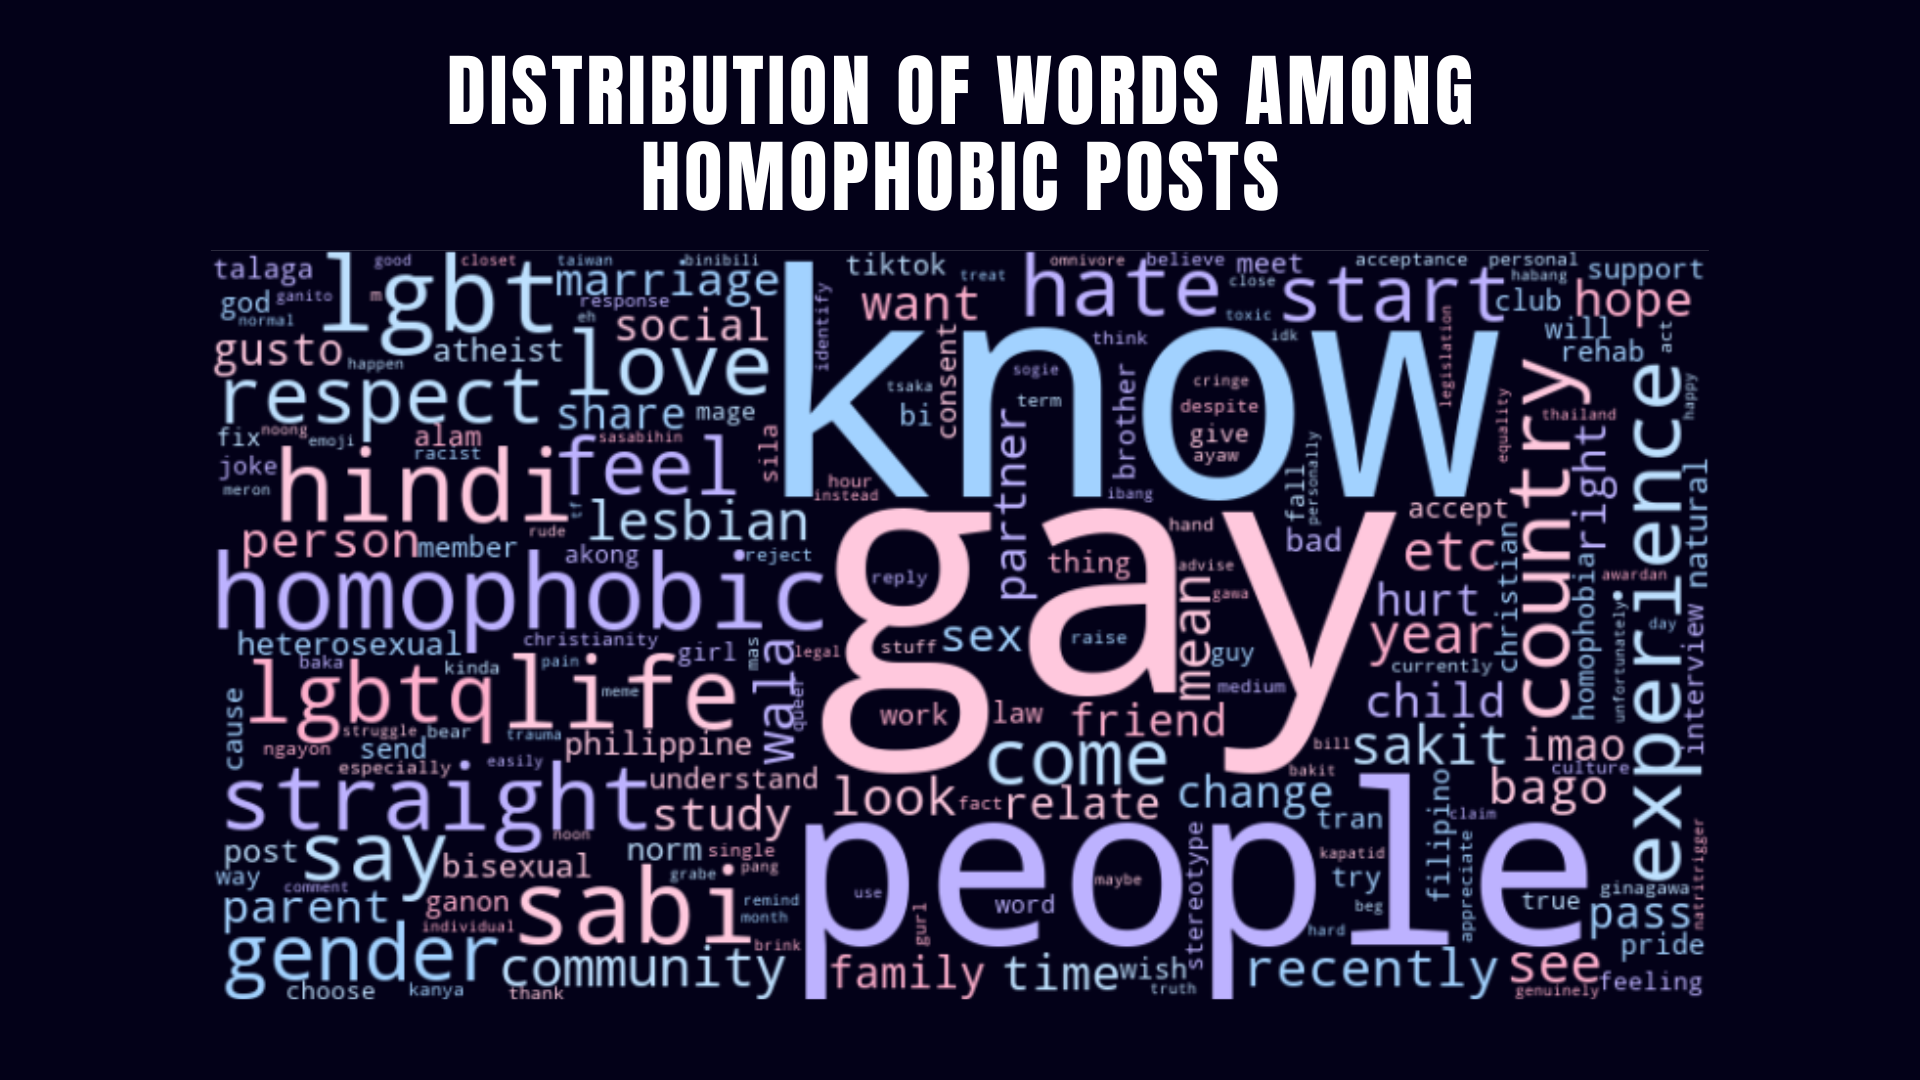 DISTRIBUTION OF WORDS AMONG
HOMOPHOBIC POSTS
talaga
good
closet
taiwan
binibili
tiktok
treat
omnivore
believe
meet
acceptance
personal
habang
support
god
ganito
m
lgbt
marriage
response
want
hate
close
start
club
hope
normal
eh
social
identify
know
consent
think
toxic
idk
legislation
will
act
gusto
happen
atheist
love
rehab
respect
share
mage
tsaka
bi
sogie
term
brother
cringe
despite
give
ayaw
equality
country
thailand
experience
happy
fix
noong
emoji
alam
racist
sasabihin
sila
partner
fall
personally
right
natural
joke
meron
hindi
feel
hour
instead
ibang
tf
lesbian
rude
hand
accept
person
member
akong
reject
gay
thing
bad
etc
christian
homophobia
homophobic
reply
advise
mean
gawa
hurt
awardan
unfortunately
day
interview
heterosexual
christianity
girl
mas
wala
legal
stuff
sex
raise
guy
year
currently
baka
kinda
pain
lgbtq
life
meme
queer
medium
child
cause
struggle
bear
trauma
work
law
friend
ngayon
send
philippine
come
bill
sakit
imao
especially
easily
understand
bakit
culture
straight
study
look
fact
relate
change
bago
noon
people
tran
filipino
claim
post
say
bisexual
norm
single
stereotype
kapatid
appreciate
natritrigger
way
comment
grabe
pang
use
maybe
try
ginagawa
parent
ganon
sabi
remind
month
gurl
word
beg
true
pass
individual
hard
gender
community
brink
family
time
wish
recently
see
pride
choose
kanya
thank
truth
genuinely
feeling